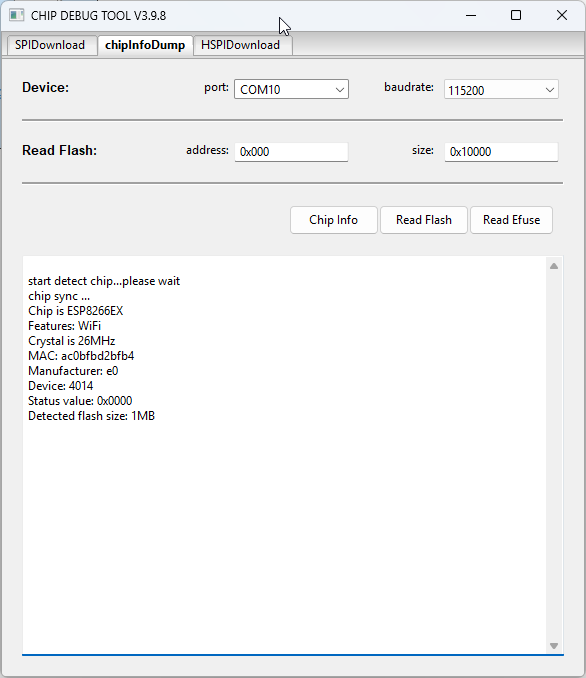 CHIP DEBUG TOOL V3.9.8
SPIDownload chipInfoDump HSPIDownload
Device: port: COM10 baudrate: 115200
Read Flash: address: 0x000 size: 0x10000
Chip Info Read Flash Read Efuse
start detect chip...please wait
chip sync ...
Chip is ESP8266EX
Features: WiFi
Crystal is 26MHz
MAC: ac0bfbd2bfb4
Manufacturer: e0
Device: 4014
Status value: 0x0000
Detected flash size: 1MB